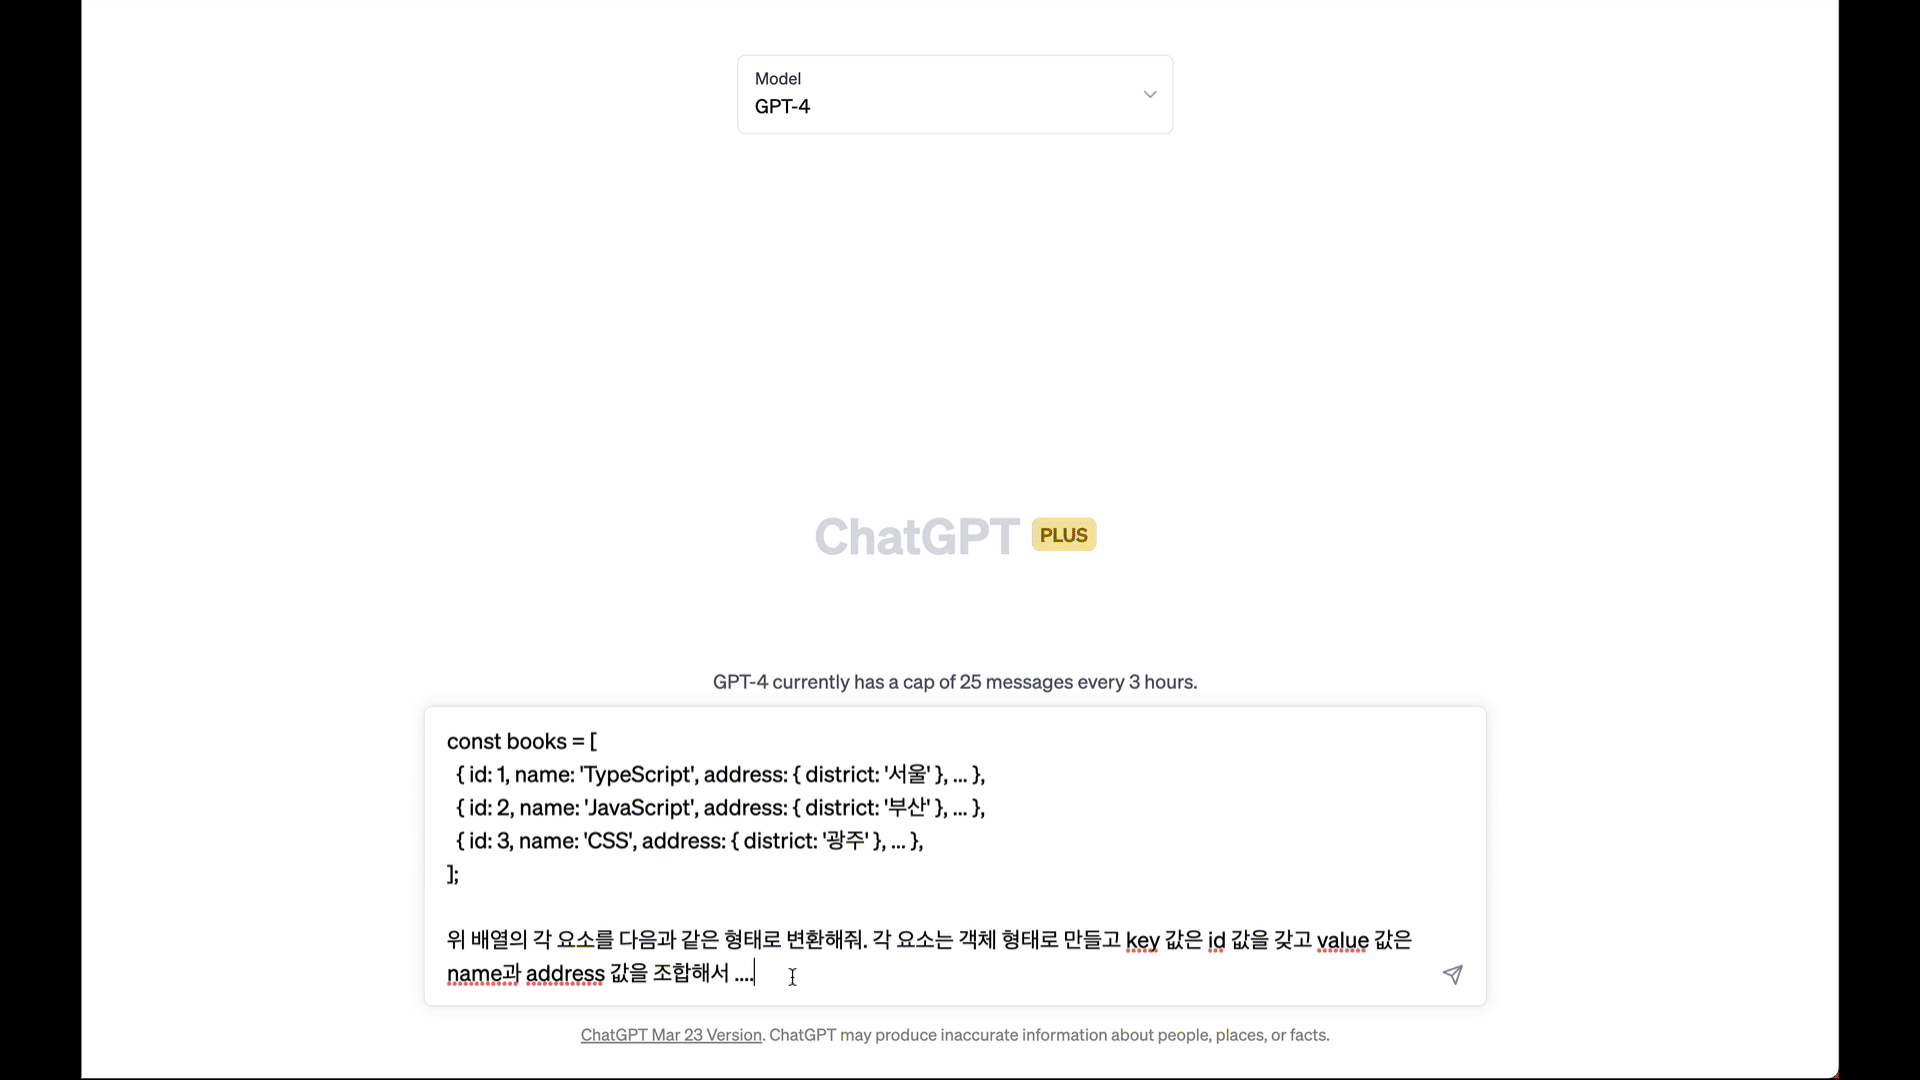 Model
GPT-4
ChatGPT PLUS
GPT-4 currently has a cap of 25 messages every 3 hours.
const books = [
{ id: 1, name: 'TypeScript', address: { district: '서울' }, ... },
{ id: 2, name: 'JavaScript', address: { district: '부산' }, ... },
{ id: 3, name: 'CSS', address: { district: '광주' }, ... },
];
위 배열의 각 요소를 다음과 같은 형태로 변환해줘. 각 요소는 객체 형태로 만들고 key 값은 id 값을 갖고 value 값은
name과 address 값을 조합해서 ....
ChatGPT Mar 23 Version. ChatGPT may produce inaccurate information about people, places, or facts.